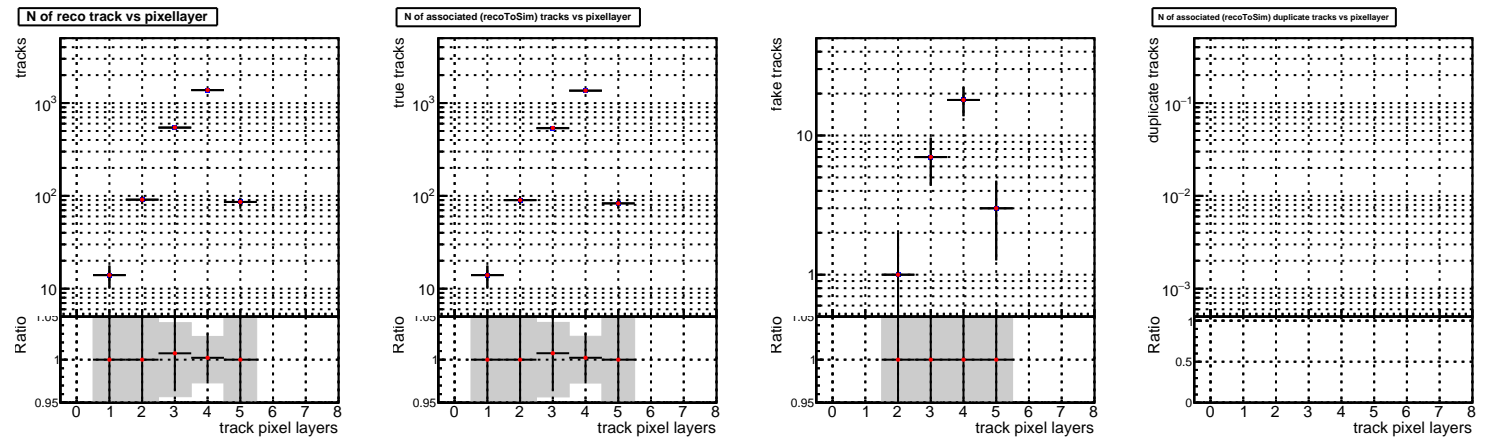 N of reco track vs pixellayer
tracks
10³
10²
10
Ratio
1.05
1
0.95
0 1 2 3 4 5 6 7 8
track pixel layers
N of associated (recoToSim) tracks vs pixellayer
true tracks
10³
10²
10
Ratio
1.05
1
0.95
0 1 2 3 4 5 6 7 8
track pixel layers
fake tracks
10
1
Ratio
1.05
1
0.95
0 1 2 3 4 5 6 7 8
track pixel layers
N of associated (recoToSim) duplicate tracks vs pixellayer
duplicate tracks
10⁻¹
10⁻²
10⁻³
Ratio
1
0.5
0
0 1 2 3 4 5 6 7 8
track pixel layers